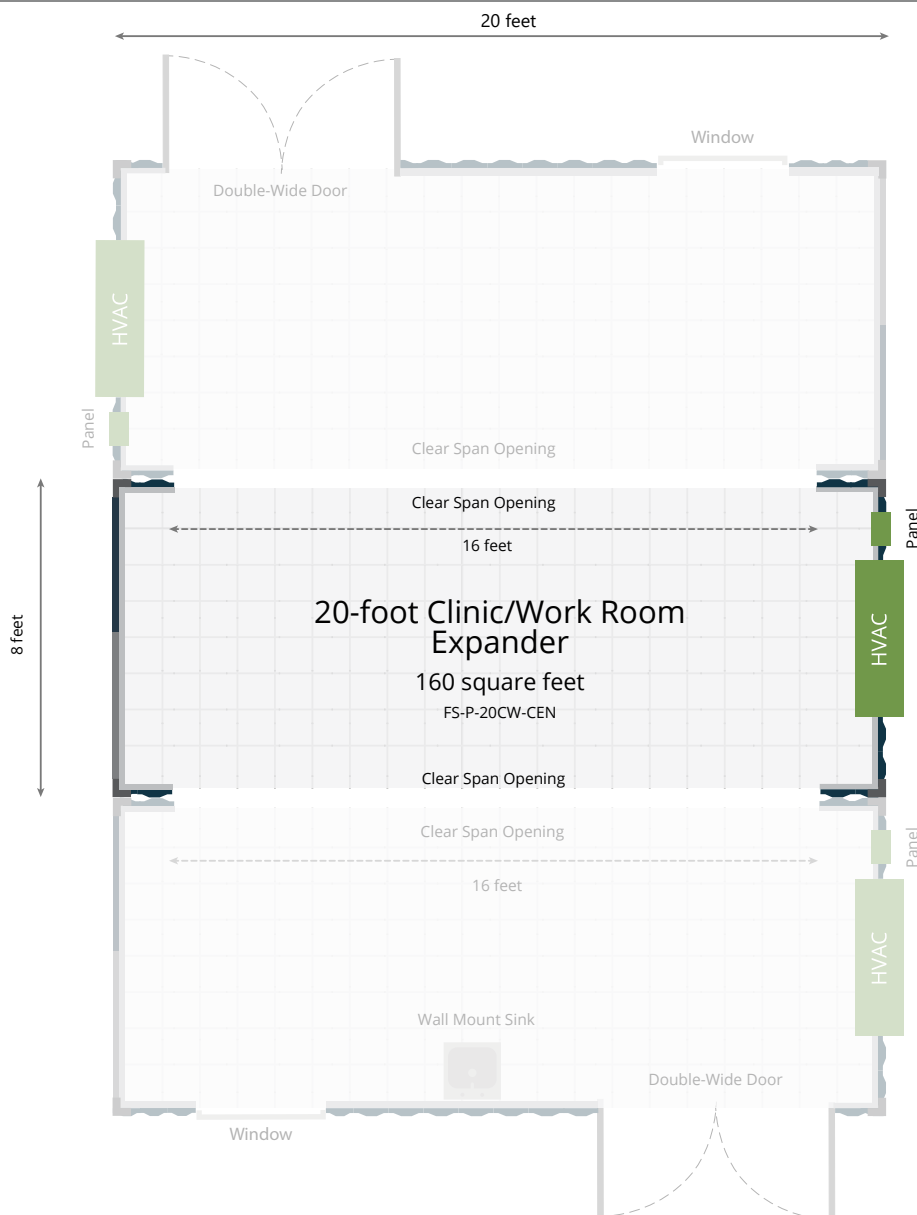 20 feet
Window
Double-Wide Door
HVAC
Panel
Clear Span Opening
Clear Span Opening
16 feet
Panel
8 feet
20-foot Clinic/Work Room
Expander
160 square feet
FS-P-20CW-CEN
HVAC
Clear Span Opening
Clear Span Opening
16 feet
Panel
HVAC
Wall Mount Sink
Double-Wide Door
Window